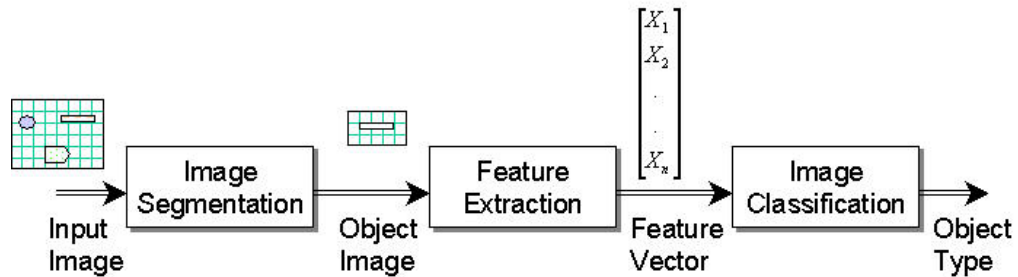 X1
X2
.
.
Xn
Image
Segmentation
Feature
Extraction
Image
Classification
Input
Image
Object
Image
Feature
Vector
Object
Type